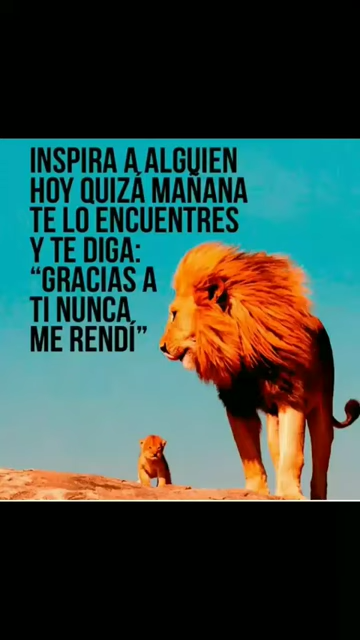 INSPIRA A ALGUIEN
HOY QUIZÁ MAÑANA
TE LO ENCUENTRES
Y TE DIGA:
“GRACIAS A
TI NUNCA
ME RENDÍ”